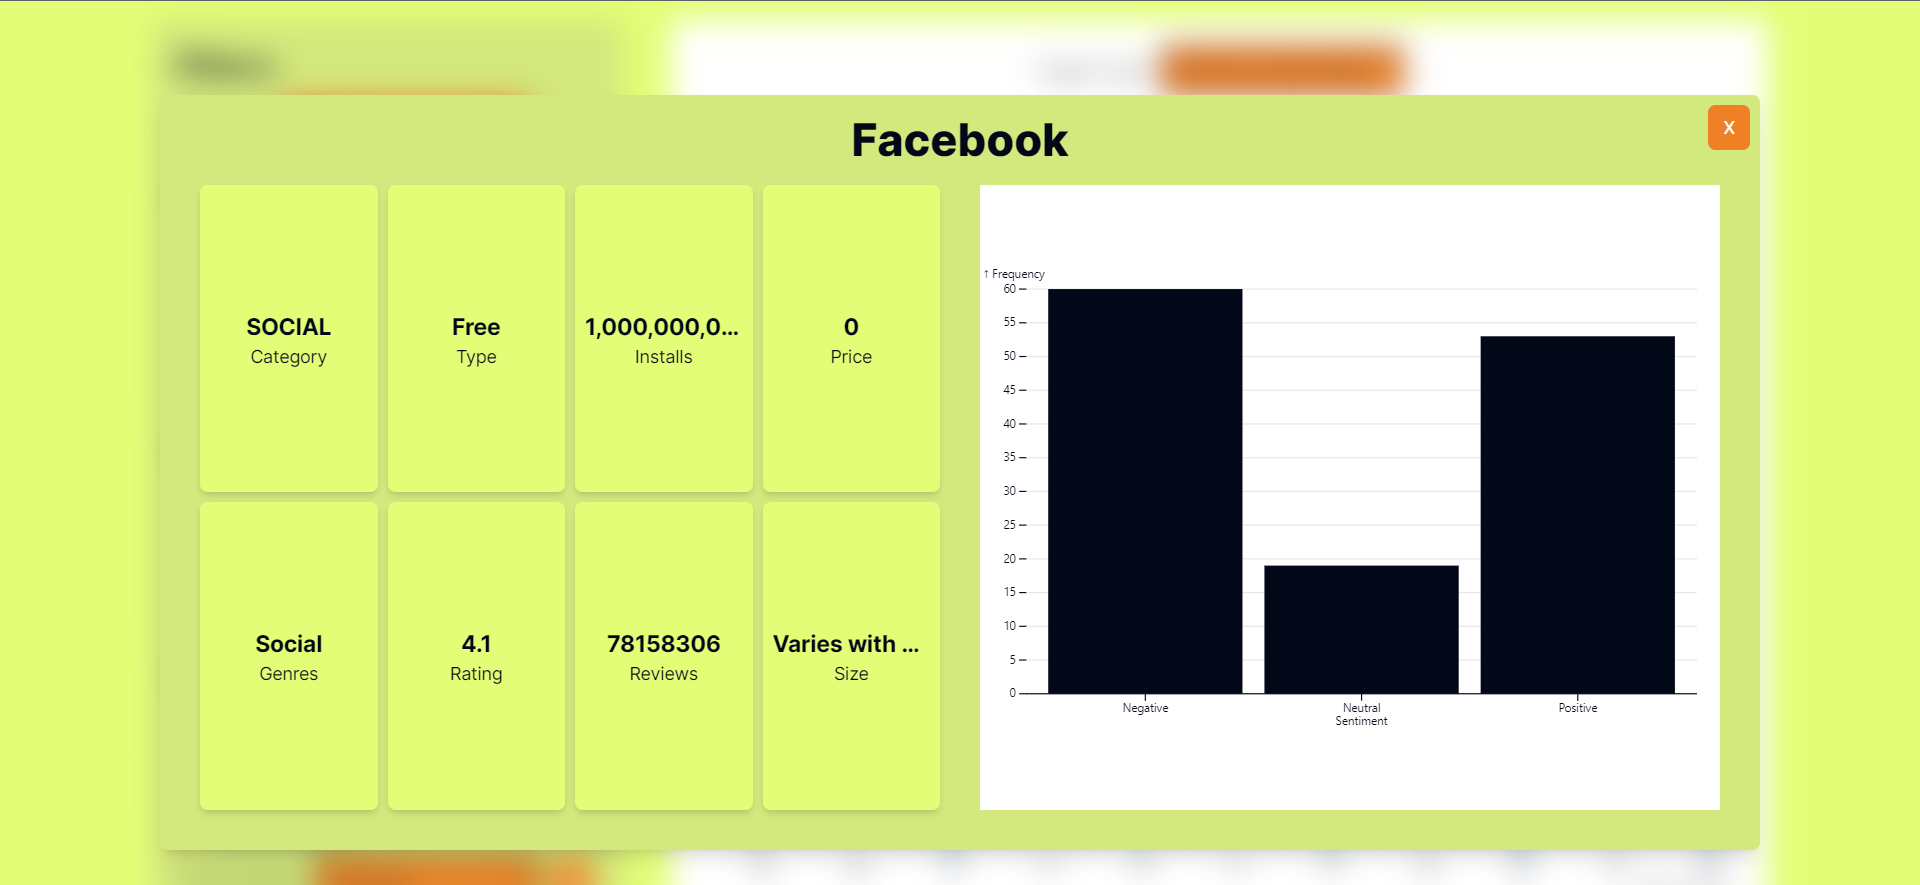 Facebook
X
SOCIAL
Category
Free
Type
1,000,000,0...
Installs
0
Price
Social
Genres
4.1
Rating
78158306
Reviews
Varies with ...
Size
↑ Frequency
60
55
50
45
40
35
30
25
20
15
10
5
0
Negative
Neutral
Positive
Sentiment